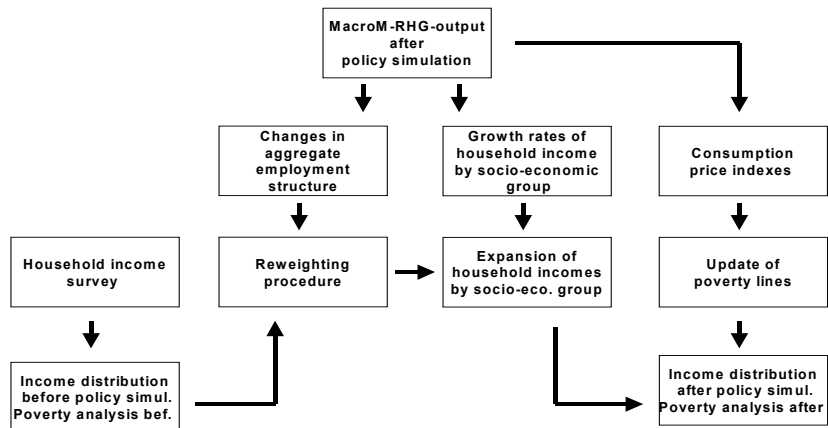 MacroM-RHG-output
after
policy simulation
Changes in
aggregate
employment
structure
Growth rates of
household income
by socio-economic
group
Consumption
price indexes
Household income
survey
Reweighting
procedure
Expansion of
household incomes
by socio-eco. group
Update of
poverty lines
Income distribution
before policy simul.
Poverty analysis bef.
Income distribution
after policy simul.
Poverty analysis after